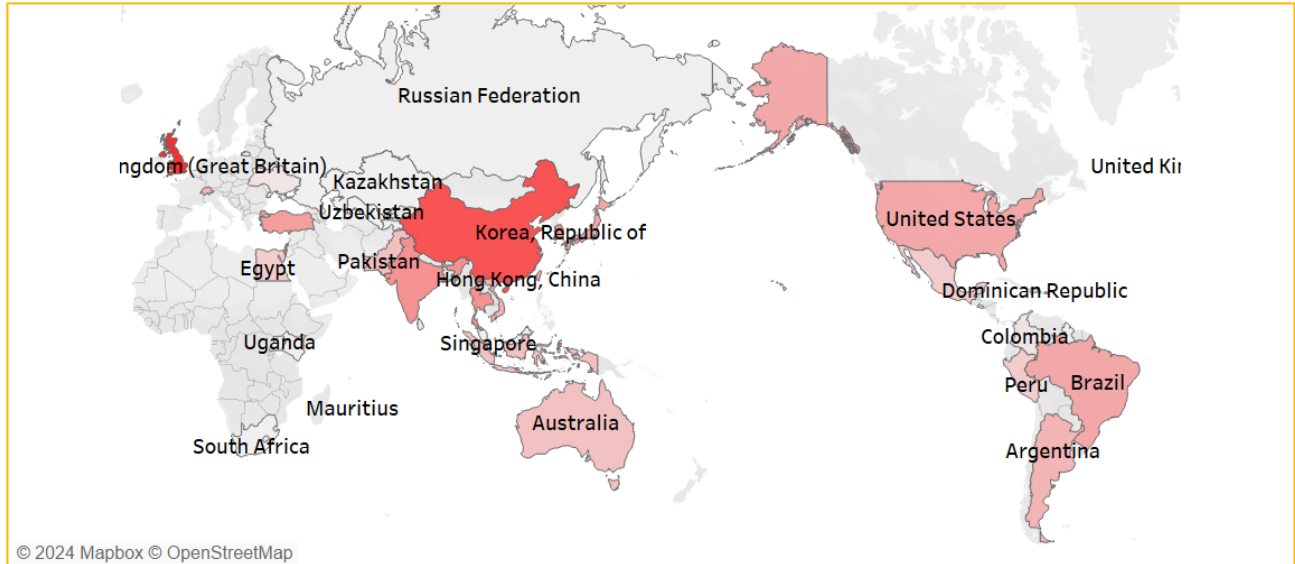 Russian Federation
ngdom (Great Britain)
United Kin
Kazakhstan
Uzbekistan
United States
Korea, Republic of
Pakistan
Egypt
Hong Kong, China
Dominican Republic
Colombia
Uganda
Singapore
Peru
Brazil
Mauritius
Australia
South Africa
Argentina
© 2024 Mapbox © OpenStreetMap